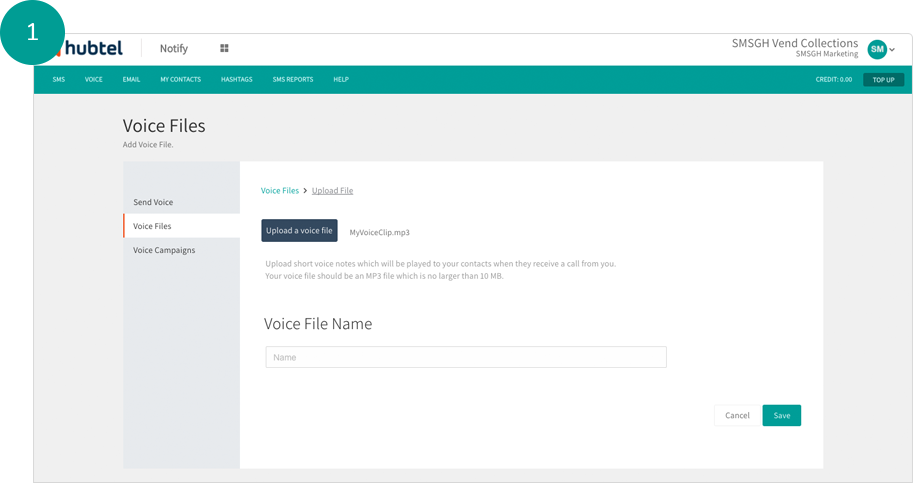 1
hubtel
Notify
SMSGH Vend Collections
SMSGH Marketing
SM
SMS VOICE EMAIL MY CONTACTS HASHTAGS SMS REPORTS HELP CREDIT: 0.00 TOP UP
Voice Files
Add Voice File.
Send Voice
Voice Files
Voice Campaigns
Voice Files > Upload File
Upload a voice file MyVoiceClip.mp3
Upload short voice notes which will be played to your contacts when they receive a call from you.
Your voice file should be an MP3 file which is no larger than 10 MB.
Voice File Name
Name
Cancel Save